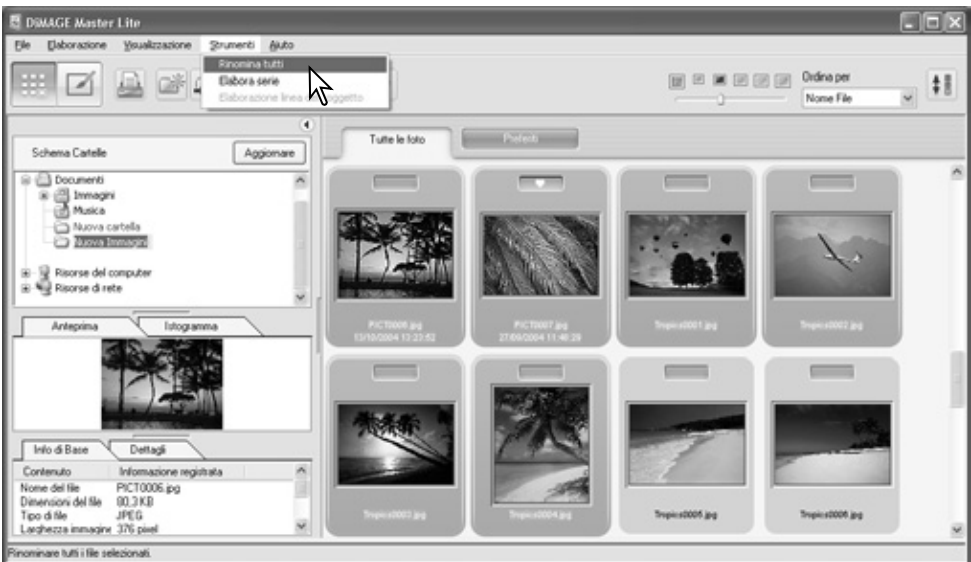 DiMAGE Master Lite
File Elaborazione Visualizzazione Strumenti Aiuto
Rinomina tutti
Elabora serie
Elaborazione linea oggetto
Ordina per
Nome File
Schema Cartelle
Aggiornare
Tutte le foto
Preferiti
Documenti
Immagini
Musica
Nuova cartella
Nuova Immagini
Risorse del computer
Risorse di rete
PICT0006.jpg
13/10/2004 13:23:52
PICT0007.jpg
27/09/2004 11:48:29
Tropics0001.jpg
Tropics0002.jpg
Anteprima
Istogramma
Info di Base
Dettagli
Contenuto Informazione registrata
Nome del file PICT0006.jpg
Dimensioni del file 80,3 KB
Tipo di file JPEG
Larghezza immagine 376 pixel
Tropics0003.jpg
Tropics0004.jpg
Tropics0005.jpg
Tropics0006.jpg
Rinominare tutti i file selezionati.